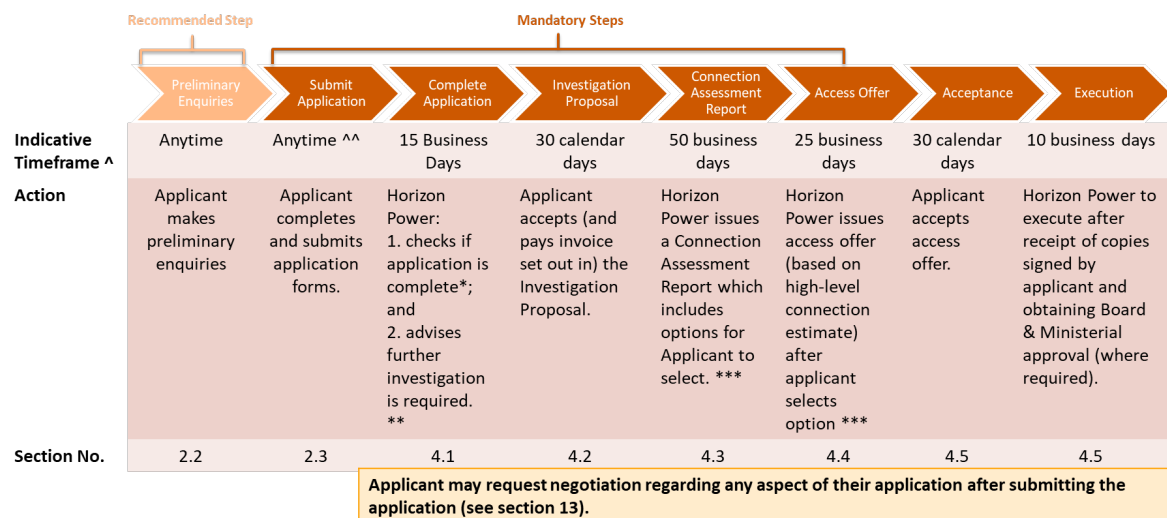 Recommended Step
Mandatory Steps
Preliminary
Enquiries
Submit
Application
Complete
Application
Investigation
Proposal
Connection
Assessment
Report
Access Offer
Acceptance
Execution
Indicative
Timeframe ^
Anytime
Anytime ^^
15 Business
Days
30 calendar
days
50 business
days
25 business
days
30 calendar
days
10 business days
Action
Applicant
makes
preliminary
enquiries
Applicant
completes
and submits
application
forms.
Horizon
Power:
1. checks if
application is
complete*;
and
2. advises
further
investigation
is required.
**
Applicant
accepts (and
pays invoice
set out in) the
Investigation
Proposal.
Horizon
Power issues
a Connection
Assessment
Report which
includes
options for
Applicant to
select. ***
Horizon
Power issues
access offer
(based on
high-level
connection
estimate)
after
applicant
selects
option ***
Applicant
accepts
access
offer.
Horizon Power to
execute after
receipt of copies
signed by
applicant and
obtaining Board
& Ministerial
approval (where
required).
Section No.
2.2
2.3
4.1
4.2
4.3
4.4
4.5
4.5
Applicant may request negotiation regarding any aspect of their application after submitting the
application (see section 13).